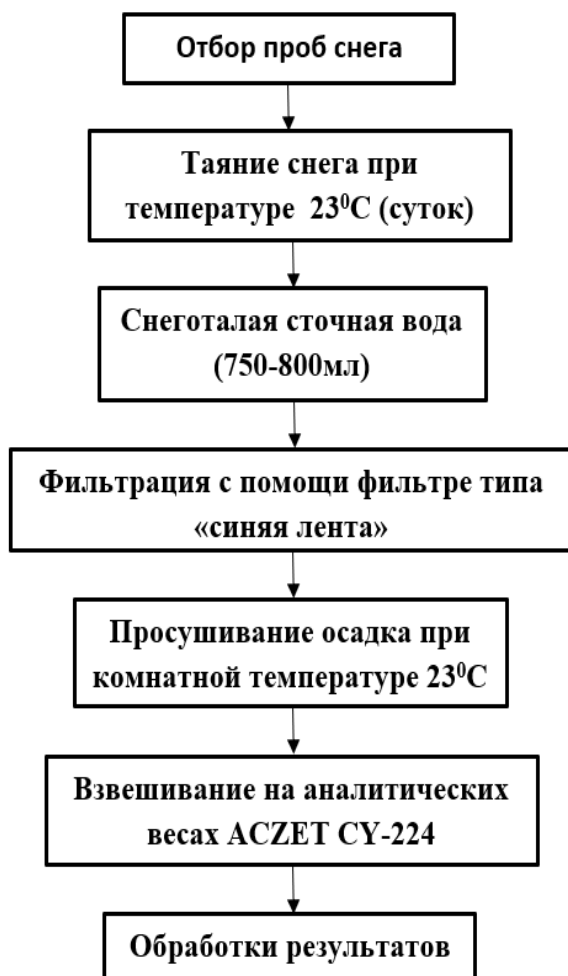 Отбор проб снега
Таяние снега при
температуре 23⁰С (суток)
Снеготалая сточная вода
(750-800мл)
Фильтрация с помощи фильтре типа
«синяя лента»
Просушивание осадка при
комнатной температуре 23⁰С
Взвешивание на аналитических
весах ACZET CY-224
Обработки результатов